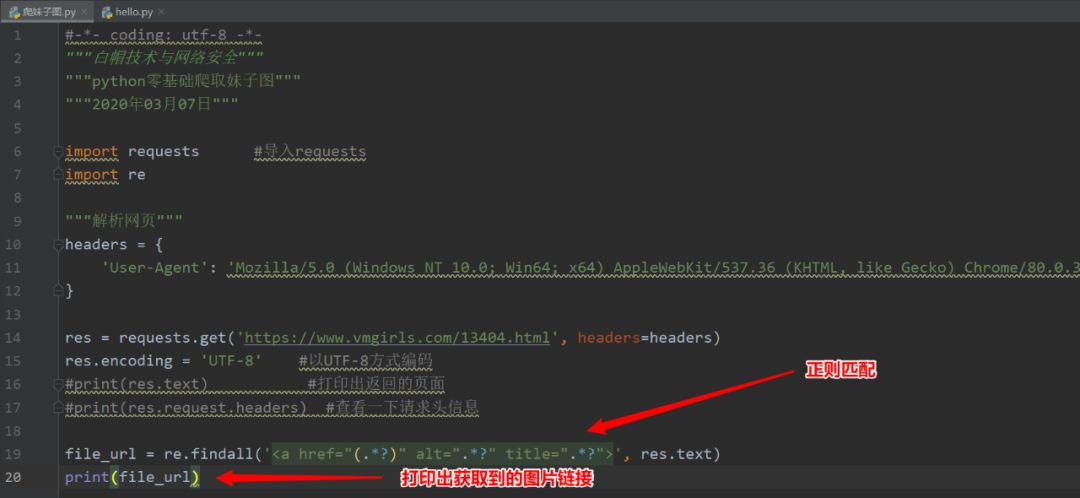 爬妹子图.py × hello.py ×
1 #-*- coding: utf-8 -*-
2 """白帽技术与网络安全"""
3 """python零基础爬取妹子图"""
4 """2020年03月07日"""
5
6 import requests #导入requests
7 import re
8
9 """解析网页"""
10 headers = {
11 'User-Agent': 'Mozilla/5.0 (Windows NT 10.0; Win64; x64) AppleWebKit/537.36 (KHTML, like Gecko) Chrome/80.0.3
12 }
13
14 res = requests.get('https://www.vmgirls.com/13404.html', headers=headers)
15 res.encoding = 'UTF-8' #以UTF-8方式编码
16 #print(res.text) #打印出返回的页面
正则匹配
17 #print(res.request.headers) #查看一下请求头信息
18
19 file_url = re.findall('<a href="(.*?)" alt=".*?" title=".*?">', res.text)
20 print(file_url) 打印出获取到的图片链接